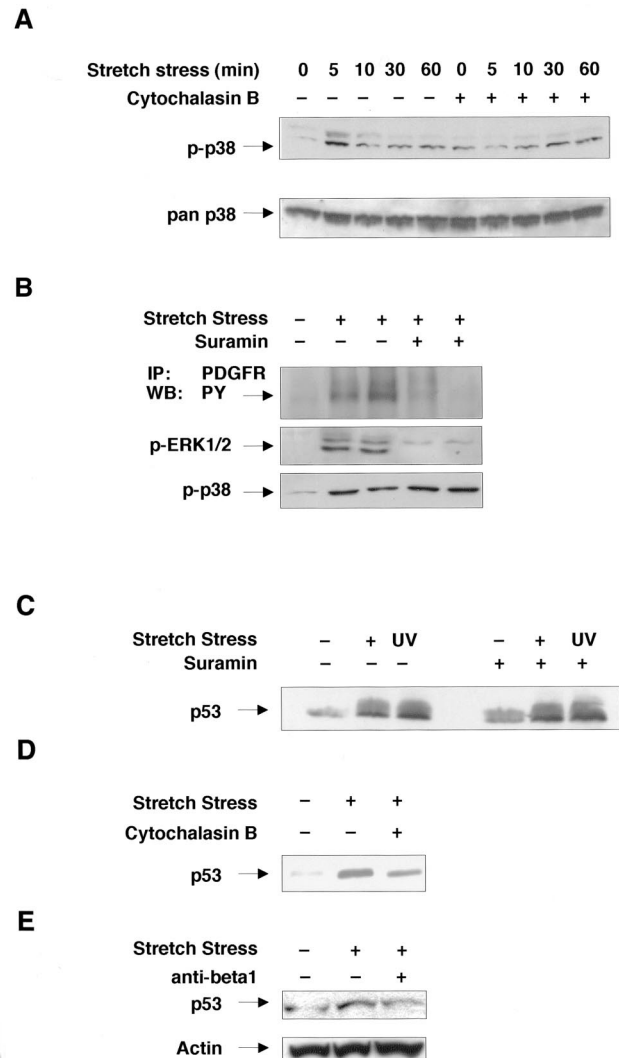 A
Stretch stress (min) 0 5 10 30 60 0 5 10 30 60
Cytochalasin B – – – – – + + + + +
p-p38
pan p38
B
Stretch Stress – + + + +
Suramin – – – + +
IP: PDGFR
WB: PY
p-ERK1/2
p-p38
C
Stretch Stress – + UV – + UV
Suramin – – – + + +
p53
D
Stretch Stress – + +
Cytochalasin B – – +
p53
E
Stretch Stress – + +
anti-beta1 – – +
p53
Actin